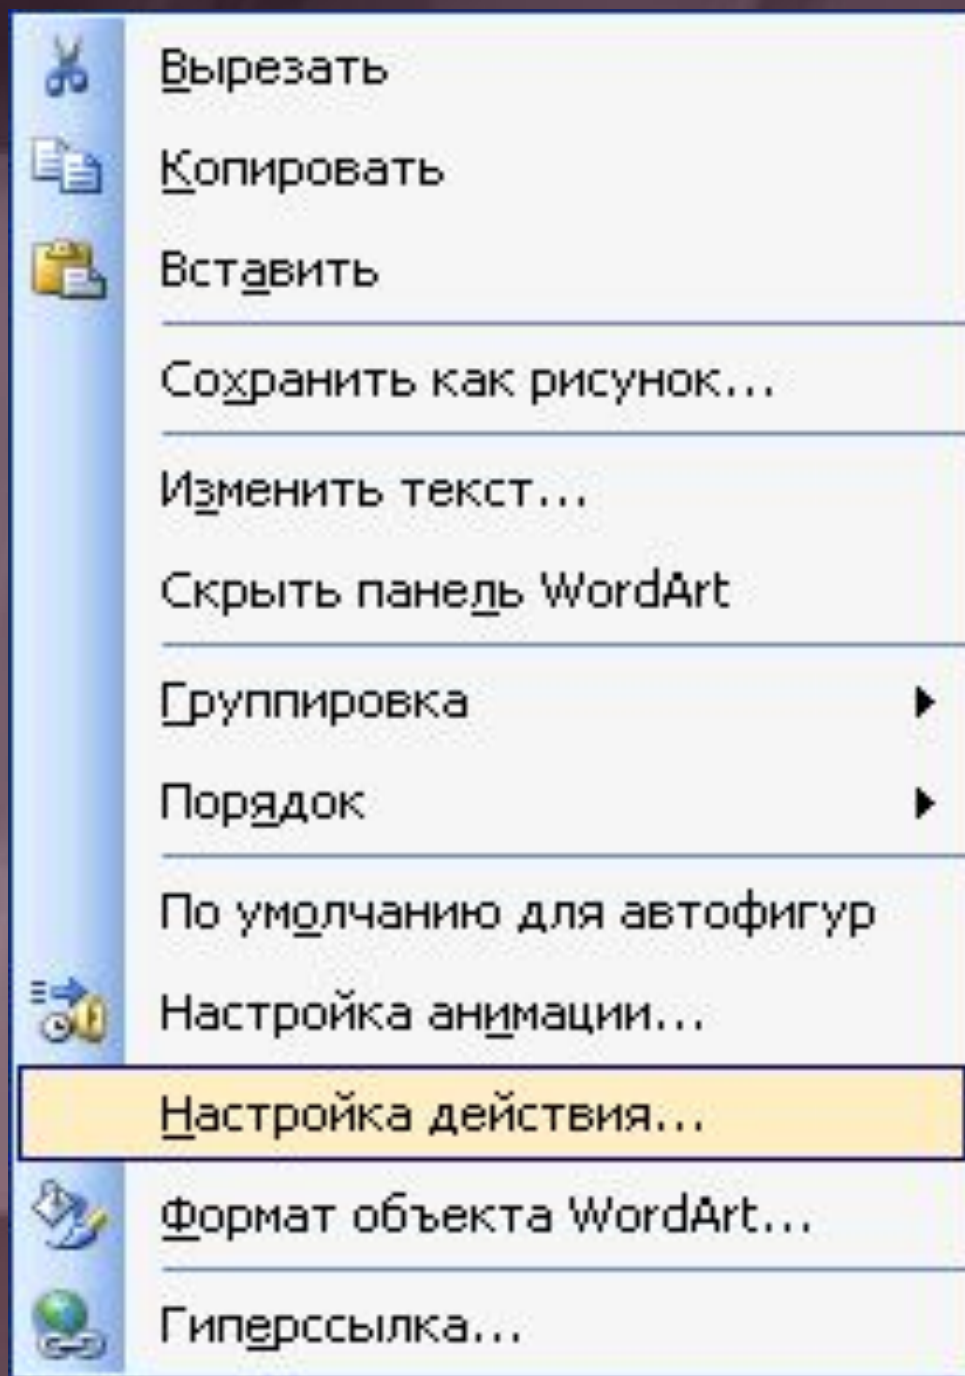 Вырезать
Копировать
Вставить
Сохранить как рисунок...
Изменить текст...
Скрыть панель WordArt
Группировка
Порядок
По умолчанию для автофигур
Настройка анимации...
Настройка действия...
Формат объекта WordArt...
Гиперссылка...